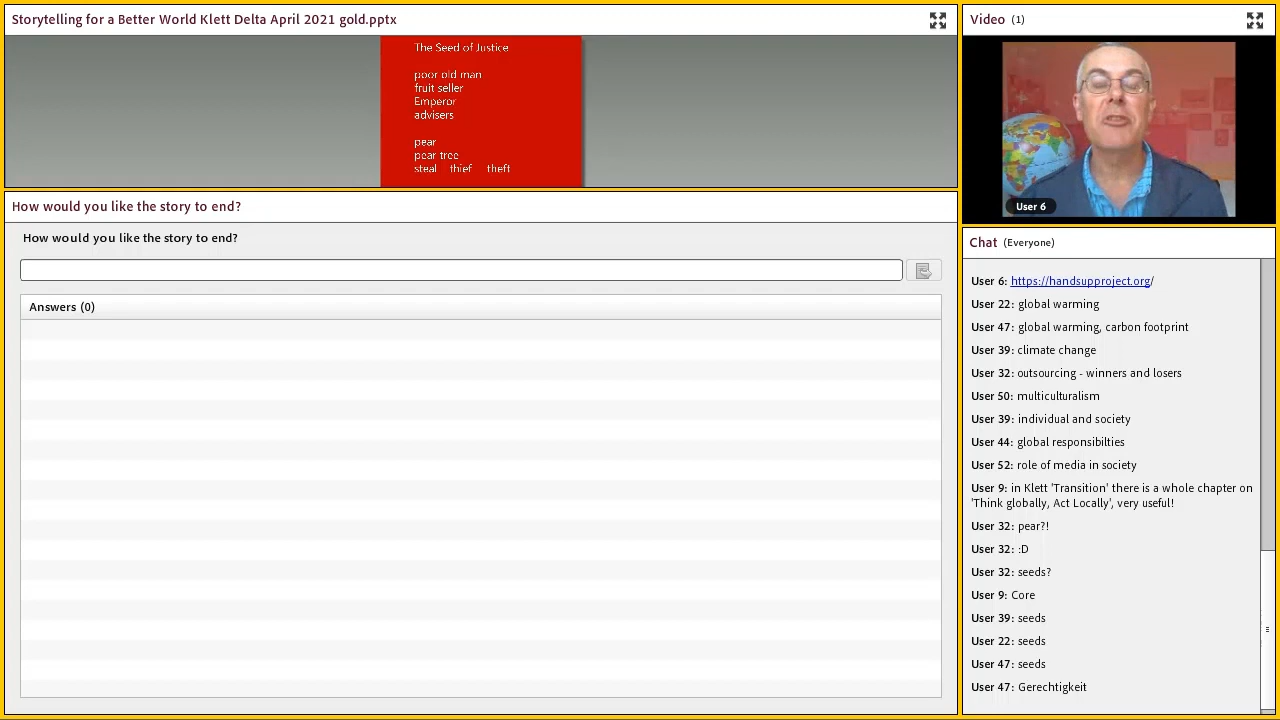 Storytelling for a Better World Klett Delta April 2021 gold.pptx
The Seed of Justice
poor old man
fruit seller
Emperor
advisers
pear
pear tree
steal thief theft
How would you like the story to end?
How would you like the story to end?
Answers (0)
Video (1)
User 6
Chat (Everyone)
User 6: https://handsupproject.org/
User 22: global warming
User 47: global warming, carbon footprint
User 39: climate change
User 32: outsourcing - winners and losers
User 50: multiculturalism
User 39: individual and society
User 44: global responsibilties
User 52: role of media in society
User 9: in Klett 'Transition' there is a whole chapter on
'Think globally, Act Locally', very useful!
User 32: pear?!
User 32: :D
User 32: seeds?
User 9: Core
User 39: seeds
User 22: seeds
User 47: seeds
User 47: Gerechtigkeit